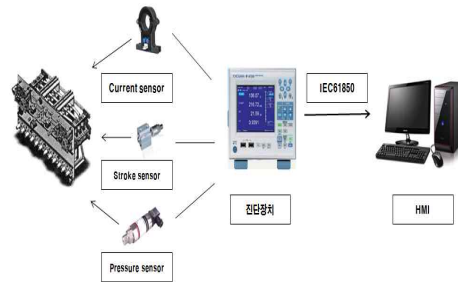 Current sensor
IEC61850
Stroke sensor
진단장치
HMI
Pressure sensor